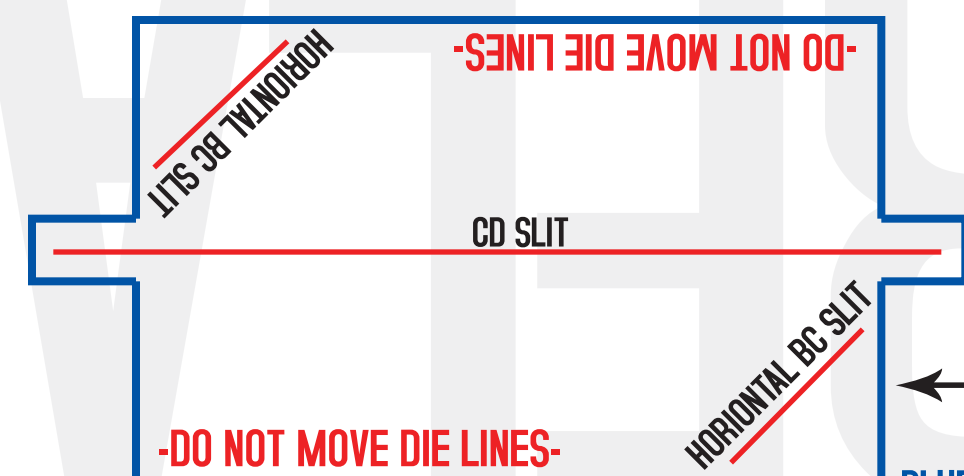 HORIONTAL BC SLIT
-DO NOT MOVE DIE LINES-
CD SLIT
HORIONTAL BC SLIT
-DO NOT MOVE DIE LINES-